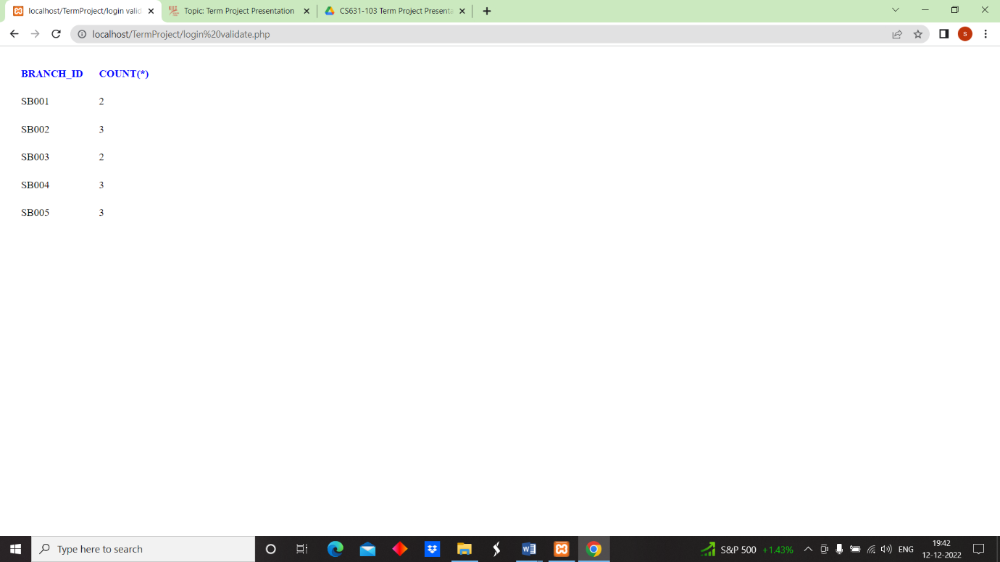 localhost/TermProject/login valid
Topic: Term Project Presentation
CS631-103 Term Project Presenta
localhost/TermProject/login%20validate.php
S
BRANCH_ID COUNT(*)
SB001 2
SB002 3
SB003 2
SB004 3
SB005 3
Type here to search
S&P 500 +1.43%
ENG
19:42
12-12-2022